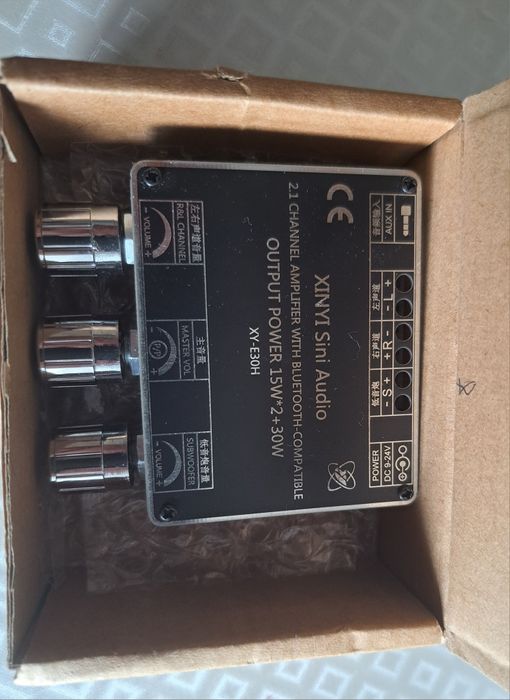 CE
AUX IN
音频输入
- L +
左声道
+R -
右声道
- S +
低音炮
DC 9-24V
POWER
XINYI Sini Audio
2.1 CHANNEL AMPLIFIER WITH BLUETOOTH-COMPATIBLE
OUTPUT POWER 15W*2+30W
XY-E30H
左右声道音量
R&L CHANNEL
- VOLUME +
主音量
MASTER VOL
低音炮音量
SUBWOOFER
- VOLUME +